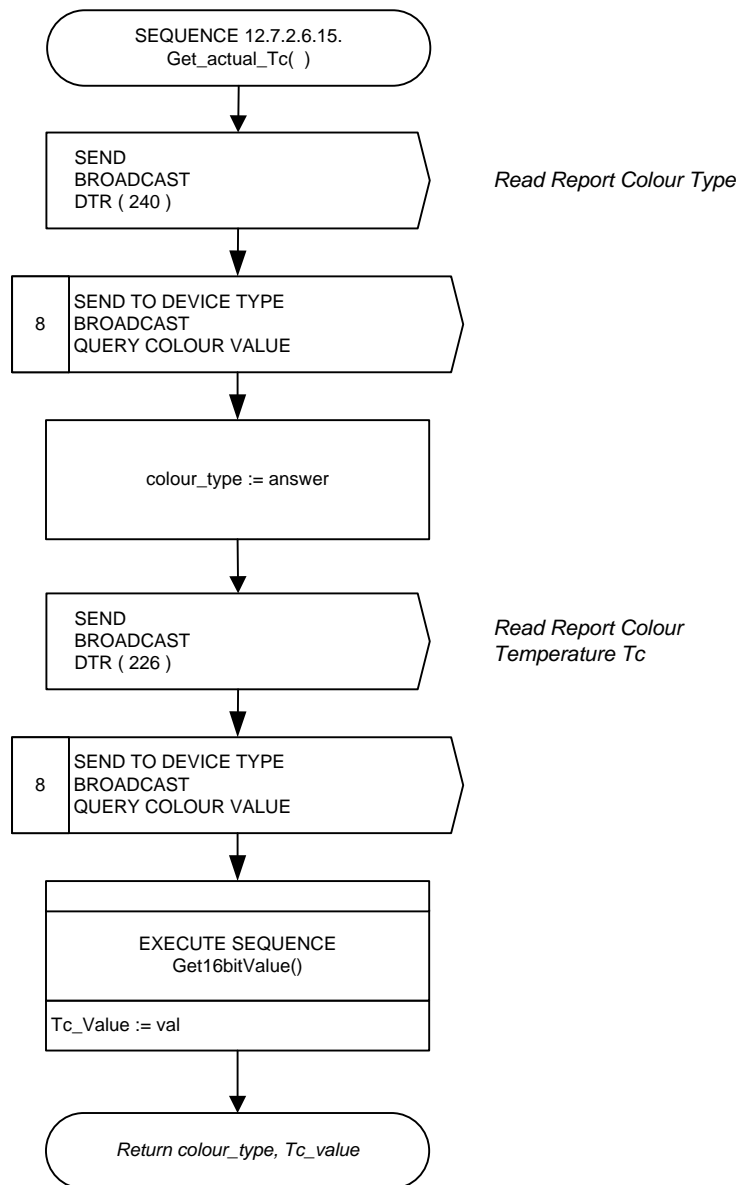 SEQUENCE 12.7.2.6.15.
Get_actual_Tc( )
SEND
BROADCAST
DTR ( 240 )
Read Report Colour Type
8
SEND TO DEVICE TYPE
BROADCAST
QUERY COLOUR VALUE
colour_type := answer
SEND
BROADCAST
DTR ( 226 )
Read Report Colour
Temperature Tc
8
SEND TO DEVICE TYPE
BROADCAST
QUERY COLOUR VALUE
EXECUTE SEQUENCE
Get16bitValue()
Tc_Value := val
Return colour_type, Tc_value